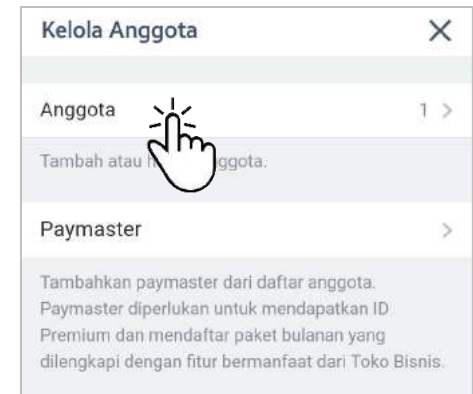 Kelola Anggota
Anggota 1
Tambah atau ggota.
Paymaster
Tambahkan paymaster dari daftar anggota.
Paymaster diperlukan untuk mendapatkan ID
Premium dan mendaftar paket bulanan yang
dilengkapi dengan fitur bermanfaat dari Toko Bisnis.